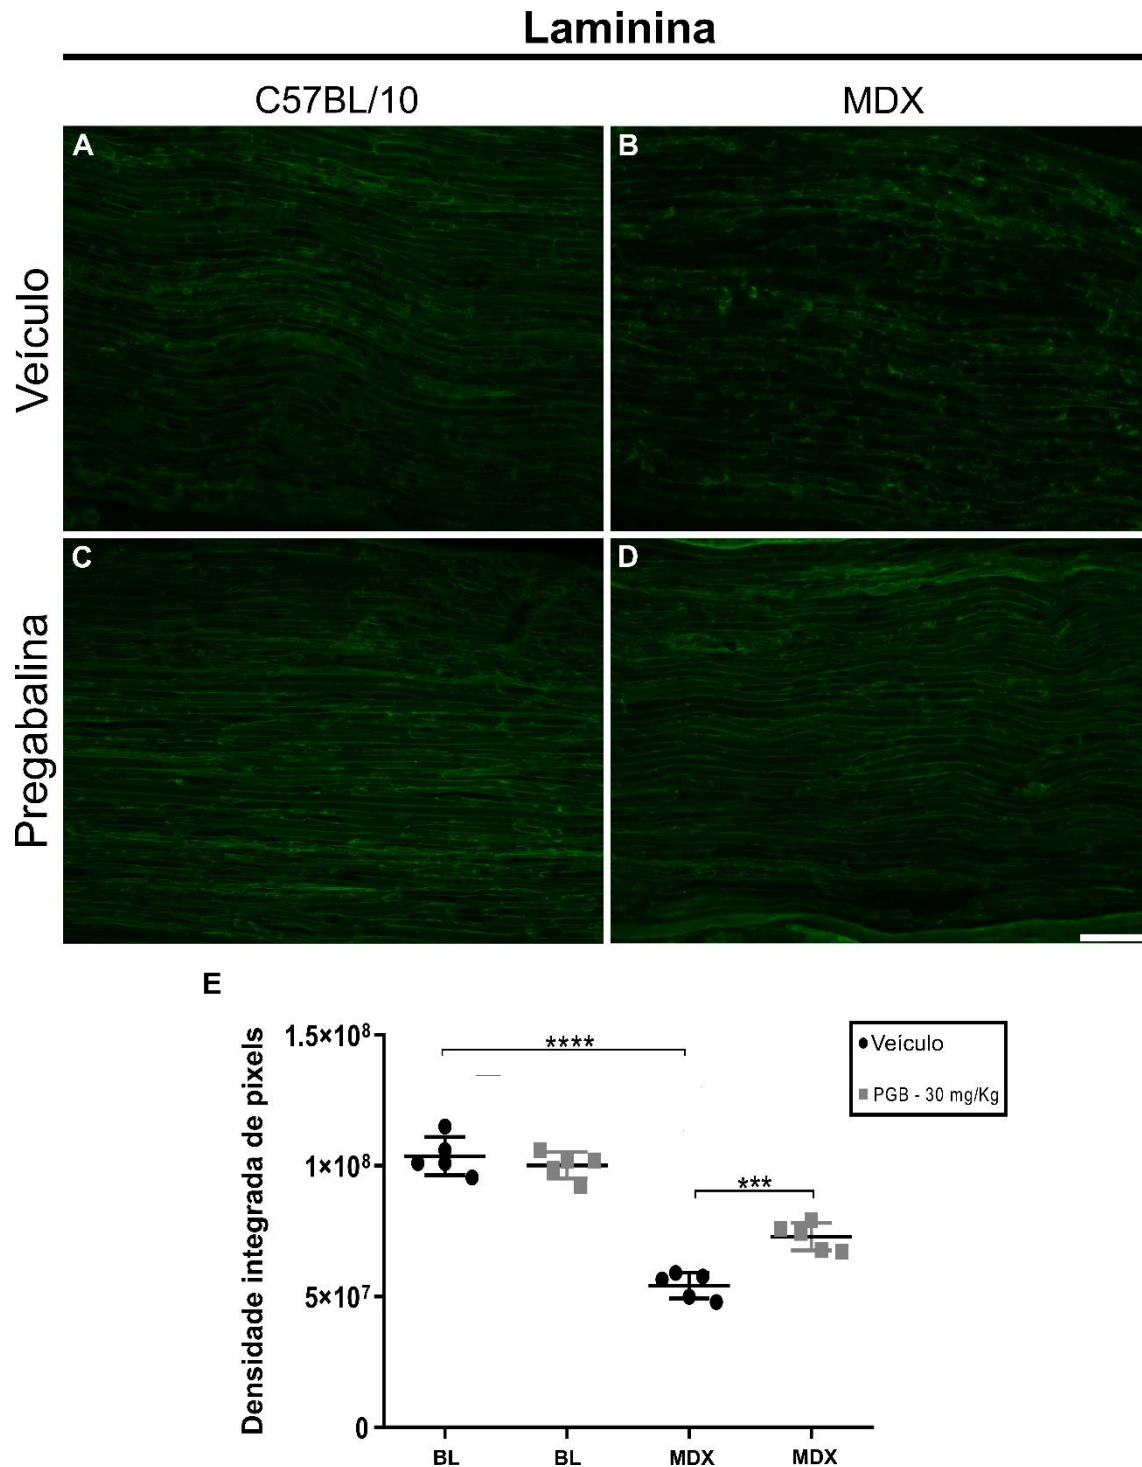 Laminina
C57BL/10 MDX
A B
Veículo
C D
Pregabalina
E
Densidade integrada de pixels
1.5×10⁸
1×10⁸
5×10⁷
0
****
***
Veículo
PGB - 30 mg/Kg
BL BL MDX MDX